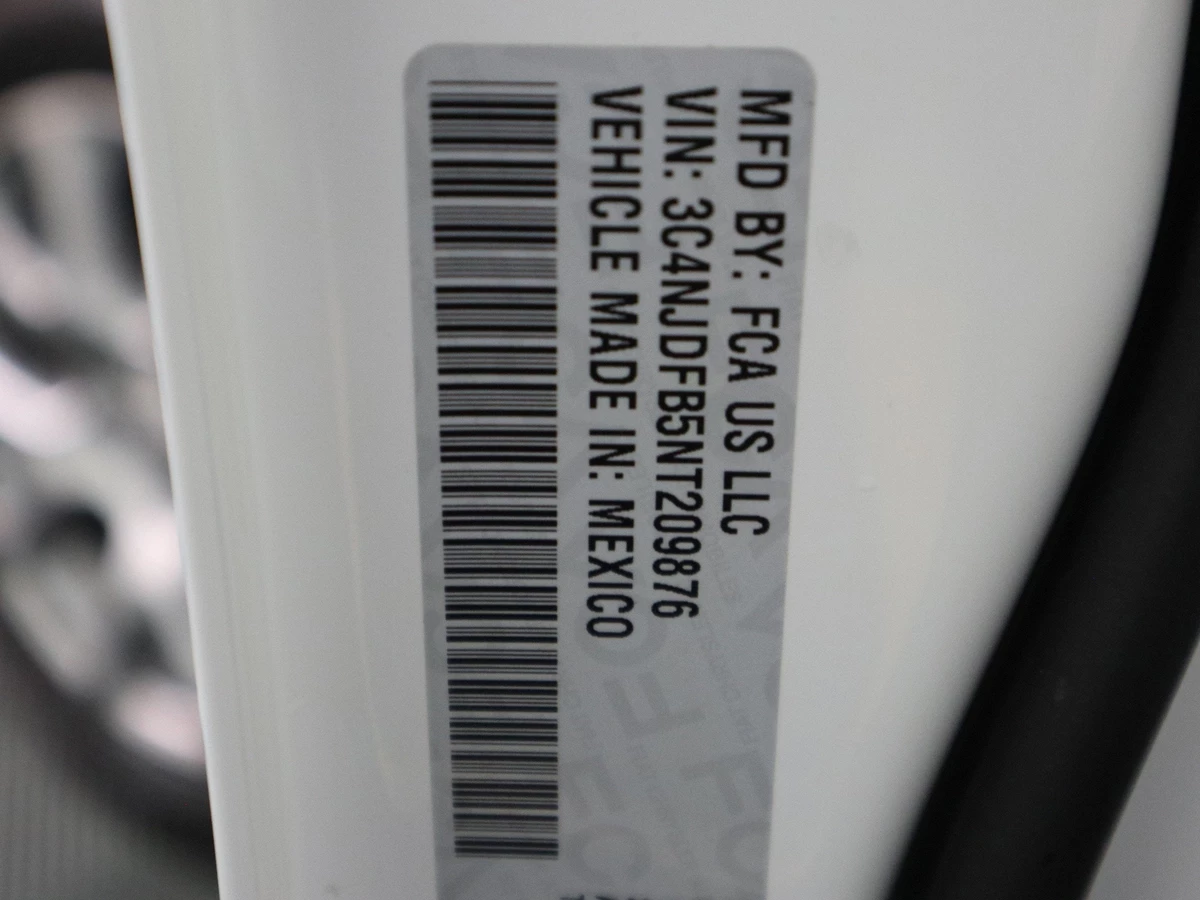 MFD BY: FCA US LLC
VIN: 3C4NJDFB5NT209876
VEHICLE MADE IN: MEXICO